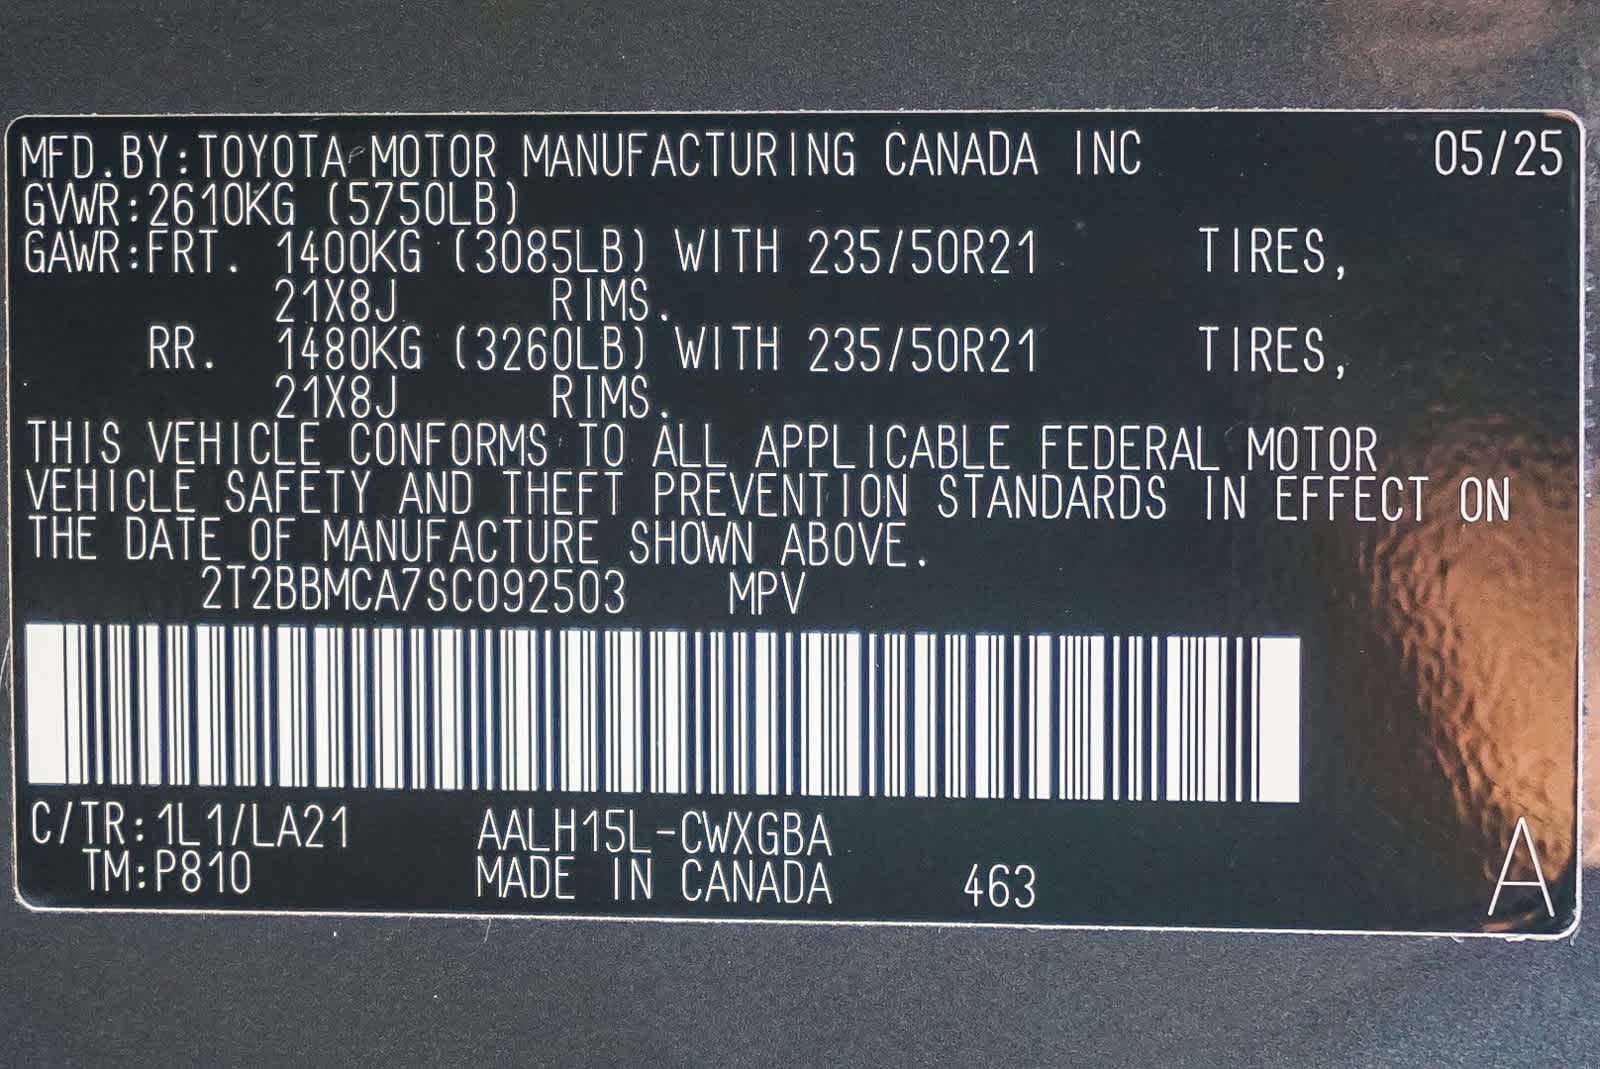 MFD.BY:TOYOTA MOTOR MANUFACTURING CANADA INC 05/25
GVWR:2610KG (5750LB)
GAWR:FRT. 1400KG (3085LB) WITH 235/50R21 TIRES,
21X8J RIMS.
RR. 1480KG (3260LB) WITH 235/50R21 TIRES,
21X8J RIMS.
THIS VEHICLE CONFORMS TO ALL APPLICABLE FEDERAL MOTOR
VEHICLE SAFETY AND THEFT PREVENTION STANDARDS IN EFFECT ON
THE DATE OF MANUFACTURE SHOWN ABOVE.
2T2BBMCA7SC092503 MPV
C/TR:1L1/LA21 AALH15L-CWXGBA
TM:P810 MADE IN CANADA 463 A